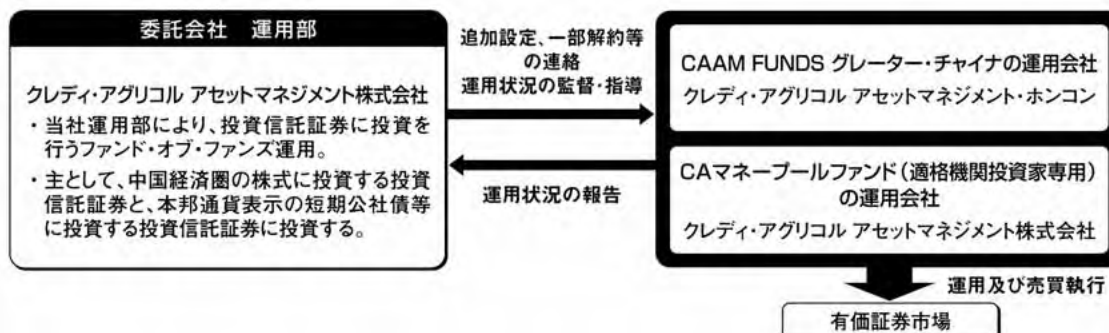 委託会社　運用部
クレディ・アグリコル アセットマネジメント株式会社
・当社運用部により、投資信託証券に投資を
行うファンド・オブ・ファンズ運用。
・主として、中国経済圏の株式に投資する投資
信託証券と、本邦通貨表示の短期公社債等
に投資する投資信託証券に投資する。
追加設定、一部解約等
の連絡
運用状況の監督・指導
運用状況の報告
CAAM FUNDS グレーター・チャイナの運用会社
クレディ・アグリコル アセットマネジメント・ホンコン
CAマネープールファンド（適格機関投資家専用）
の運用会社
クレディ・アグリコル アセットマネジメント株式会社
運用及び売買執行
有価証券市場